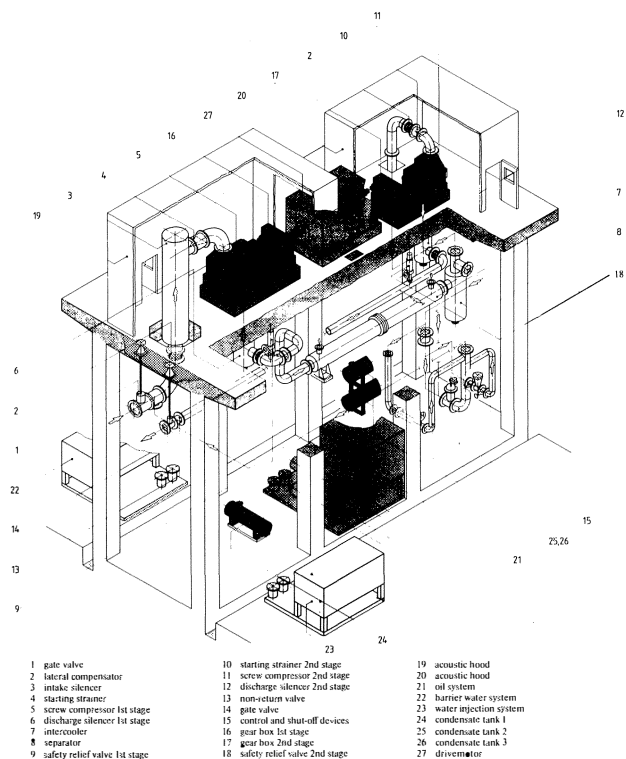 11
10
2
17
20
27
16
5
4
3
19
12
7
8
18
6
2
1
22
14
13
9
15
25,26
21
24
23
1 gate valve
2 lateral compensator
3 intake silencer
4 starting strainer
5 screw compressor 1st stage
6 discharge silencer 1st stage
7 intercooler
8 separator
9 safety relief valve 1st stage
10 starting strainer 2nd stage
11 screw compressor 2nd stage
12 discharge silencer 2nd stage
13 non-return valve
14 gate valve
15 control and shut-off devices
16 gear box 1st stage
17 gear box 2nd stage
18 safety relief valve 2nd stage
19 acoustic hood
20 acoustic hood
21 oil system
22 barrier water system
23 water injection system
24 condensate tank 1
25 condensate tank 2
26 condensate tank 3
27 drivemotor